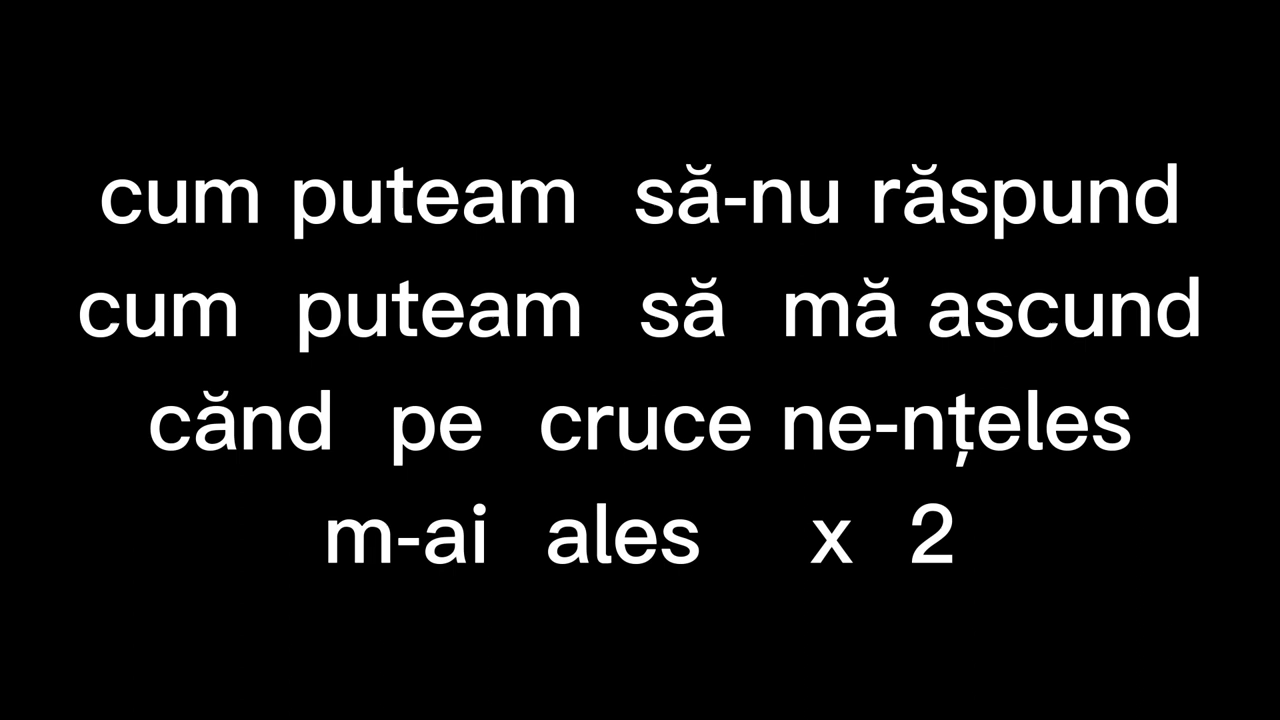 cum puteam să-nu răspund
cum puteam să mă ascund
cănd pe cruce ne-nțeles
m-ai ales x 2